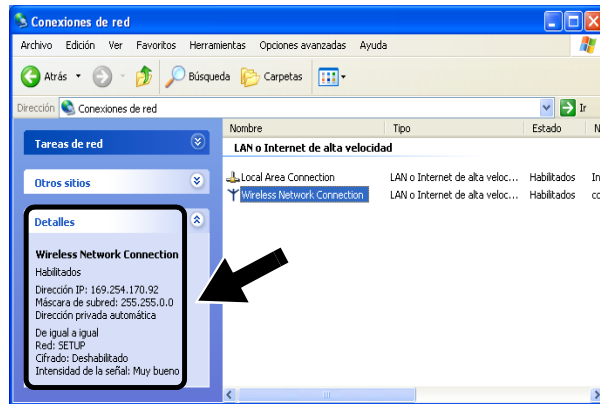 Conexiones de red
Archivo Edición Ver Favoritos Herramientas Opciones avanzadas Ayuda
Atrás Búsqueda Carpetas
Dirección Conexiones de red Ir
Tareas de red
Otros sitios
Detalles
Wireless Network Connection
Habilitados
Dirección IP: 169.254.170.92
Máscara de subred: 255.255.0.0
Dirección privada automática
De igual a igual
Red: SETUP
Cifrado: Deshabilitado
Intensidad de la señal: Muy bueno
Nombre Tipo Estado N
LAN o Internet de alta velocidad
Local Area Connection LAN o Internet de alta veloc... Habilitados In
Wireless Network Connection LAN o Internet de alta veloc... Habilitados co